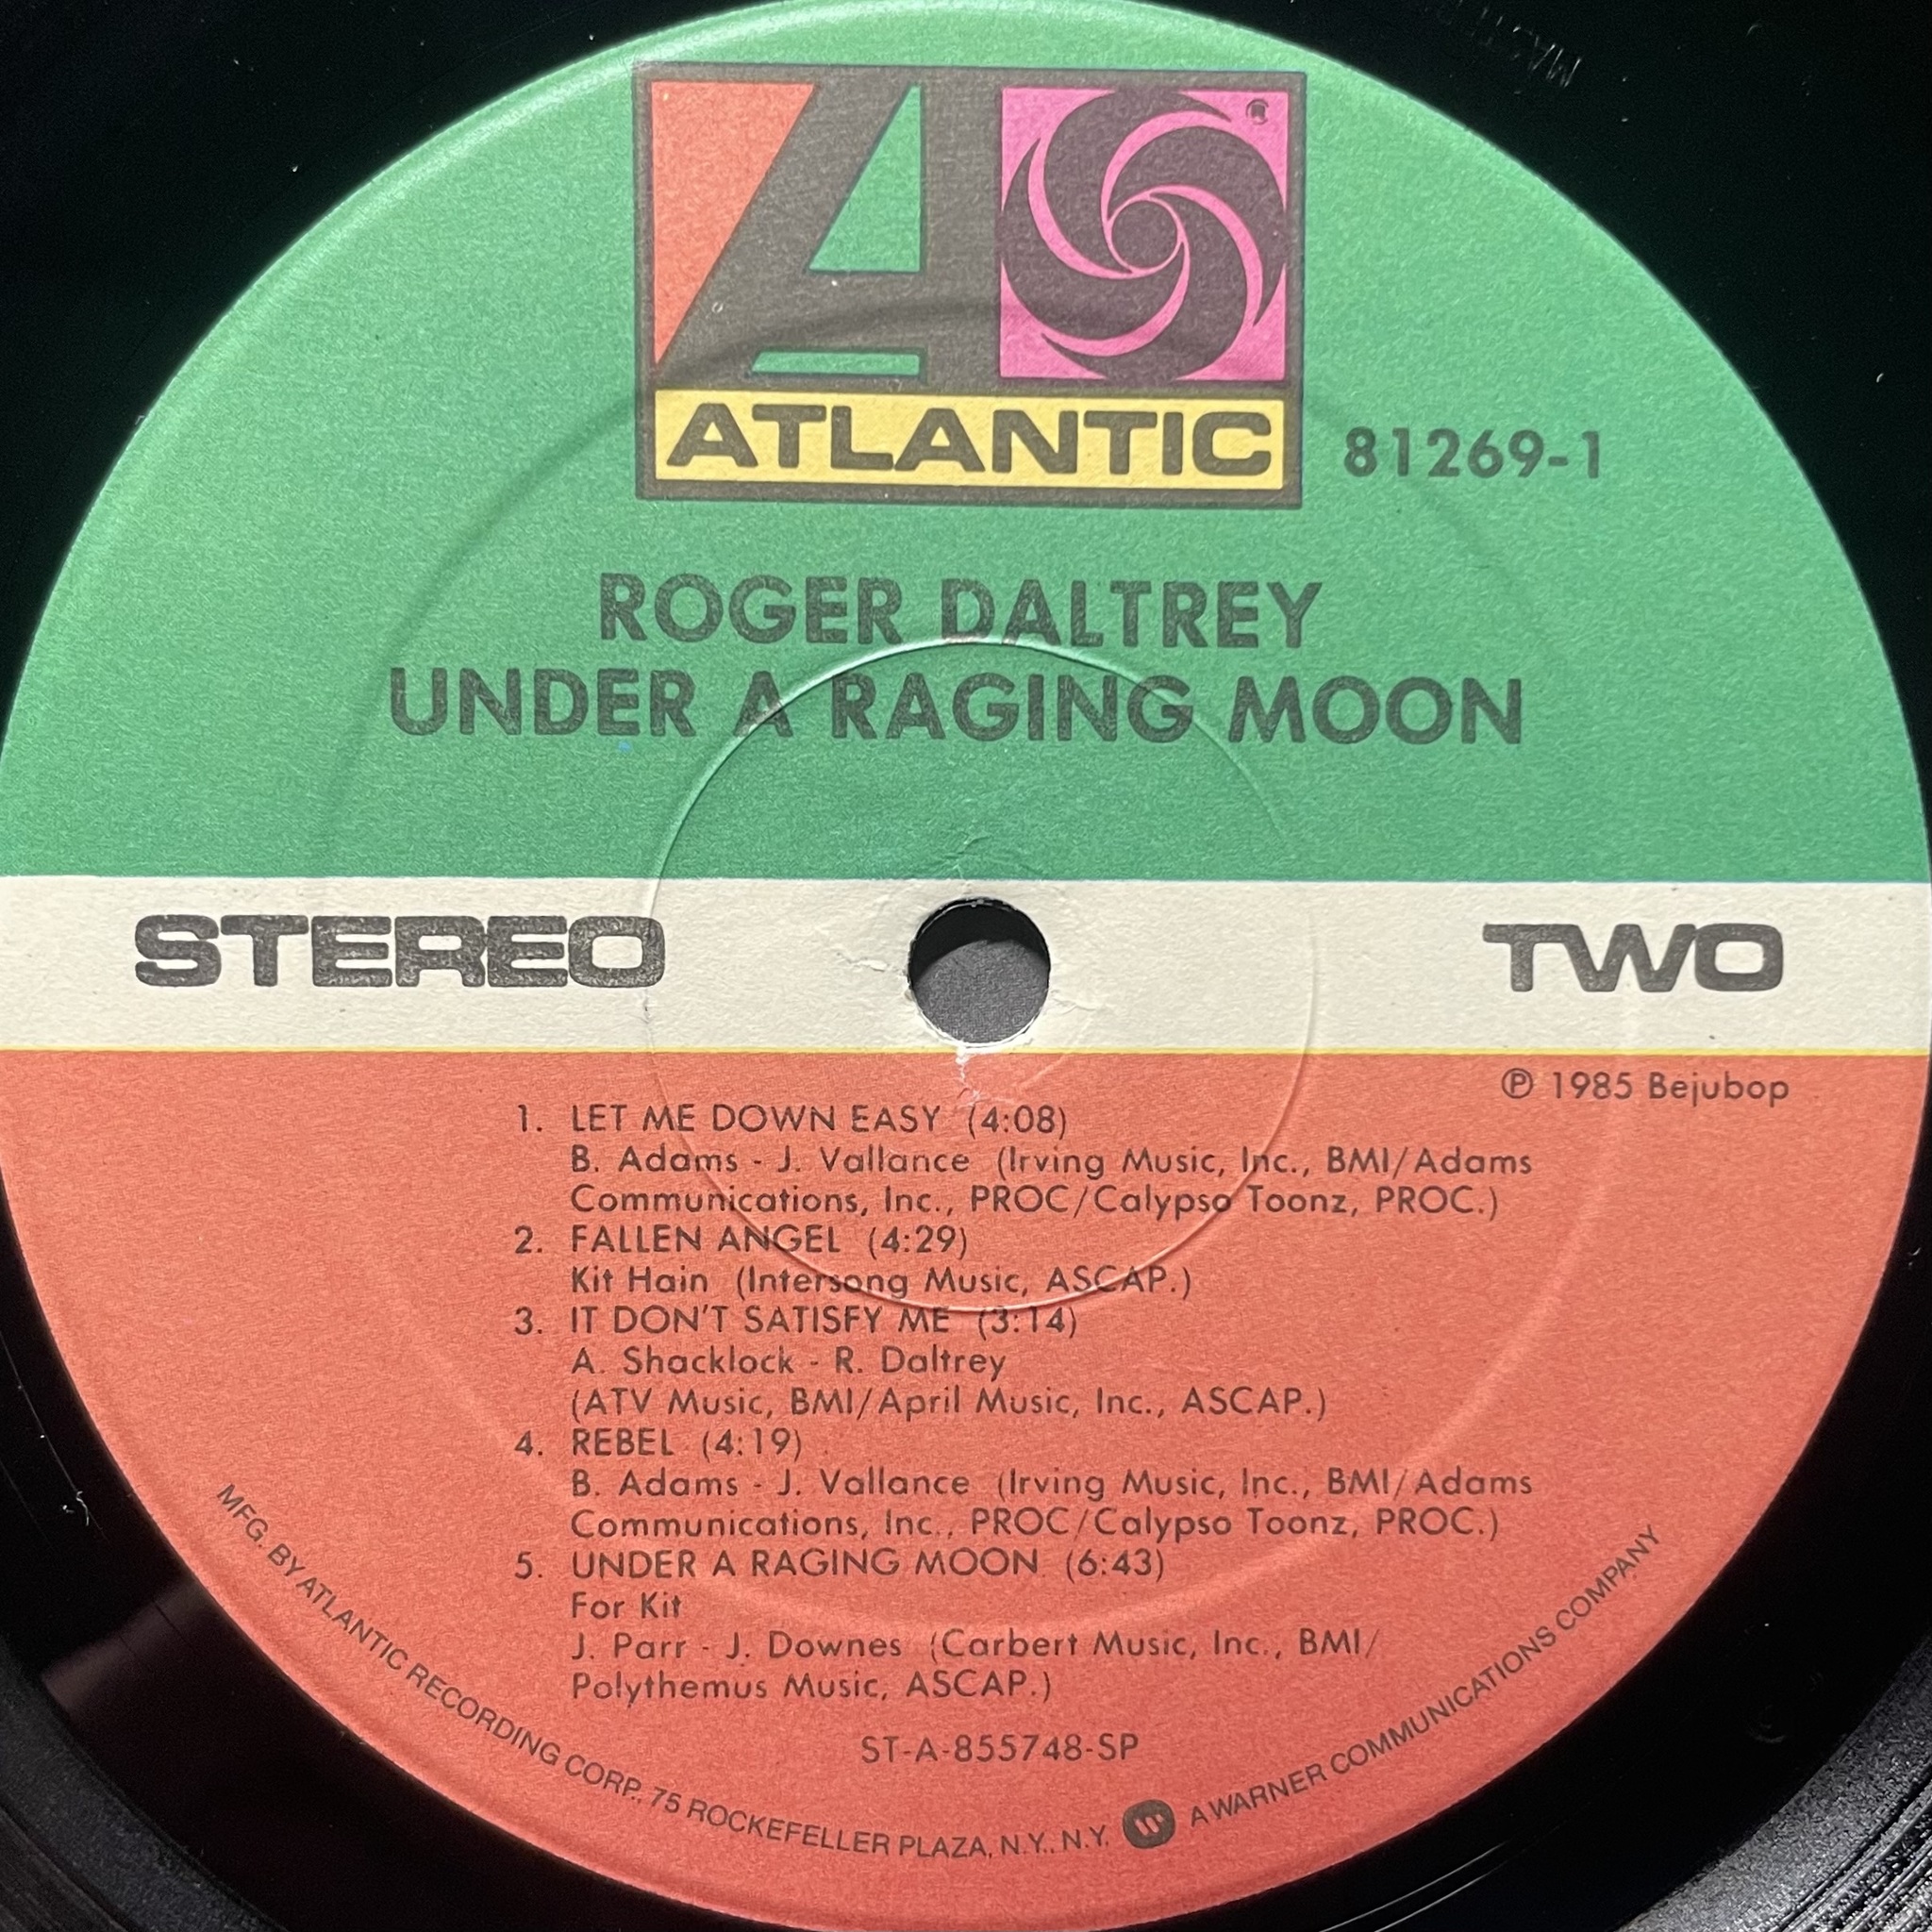 MASTER
ATLANTIC
81269-1
ROGER DALTREY
UNDER A RAGING MOON
STEREO
TWO
℗ 1985 Bejubop
1. LET ME DOWN EASY (4:08)
B. Adams - J. Vallance (Irving Music, Inc., BMI/Adams
Communications, Inc., PROC/Calypso Toonz, PROC.)
2. FALLEN ANGEL (4:29)
Kit Hain (Intersong Music, ASCAP.)
3. IT DON'T SATISFY ME (3:14)
A. Shacklock - R. Daltrey
(ATV Music, BMI/April Music, Inc., ASCAP.)
4. REBEL (4:19)
B. Adams - J. Vallance (Irving Music, Inc., BMI/Adams
Communications, Inc., PROC/Calypso Toonz, PROC.)
5. UNDER A RAGING MOON (6:43)
For Kit
J. Parr - J. Downes (Carbert Music, Inc., BMI/
Polythemus Music, ASCAP.)
ST-A-855748-SP
MFG. BY ATLANTIC RECORDING CORP., 75 ROCKEFELLER PLAZA, N.Y., N.Y. W A WARNER COMMUNICATIONS COMPANY